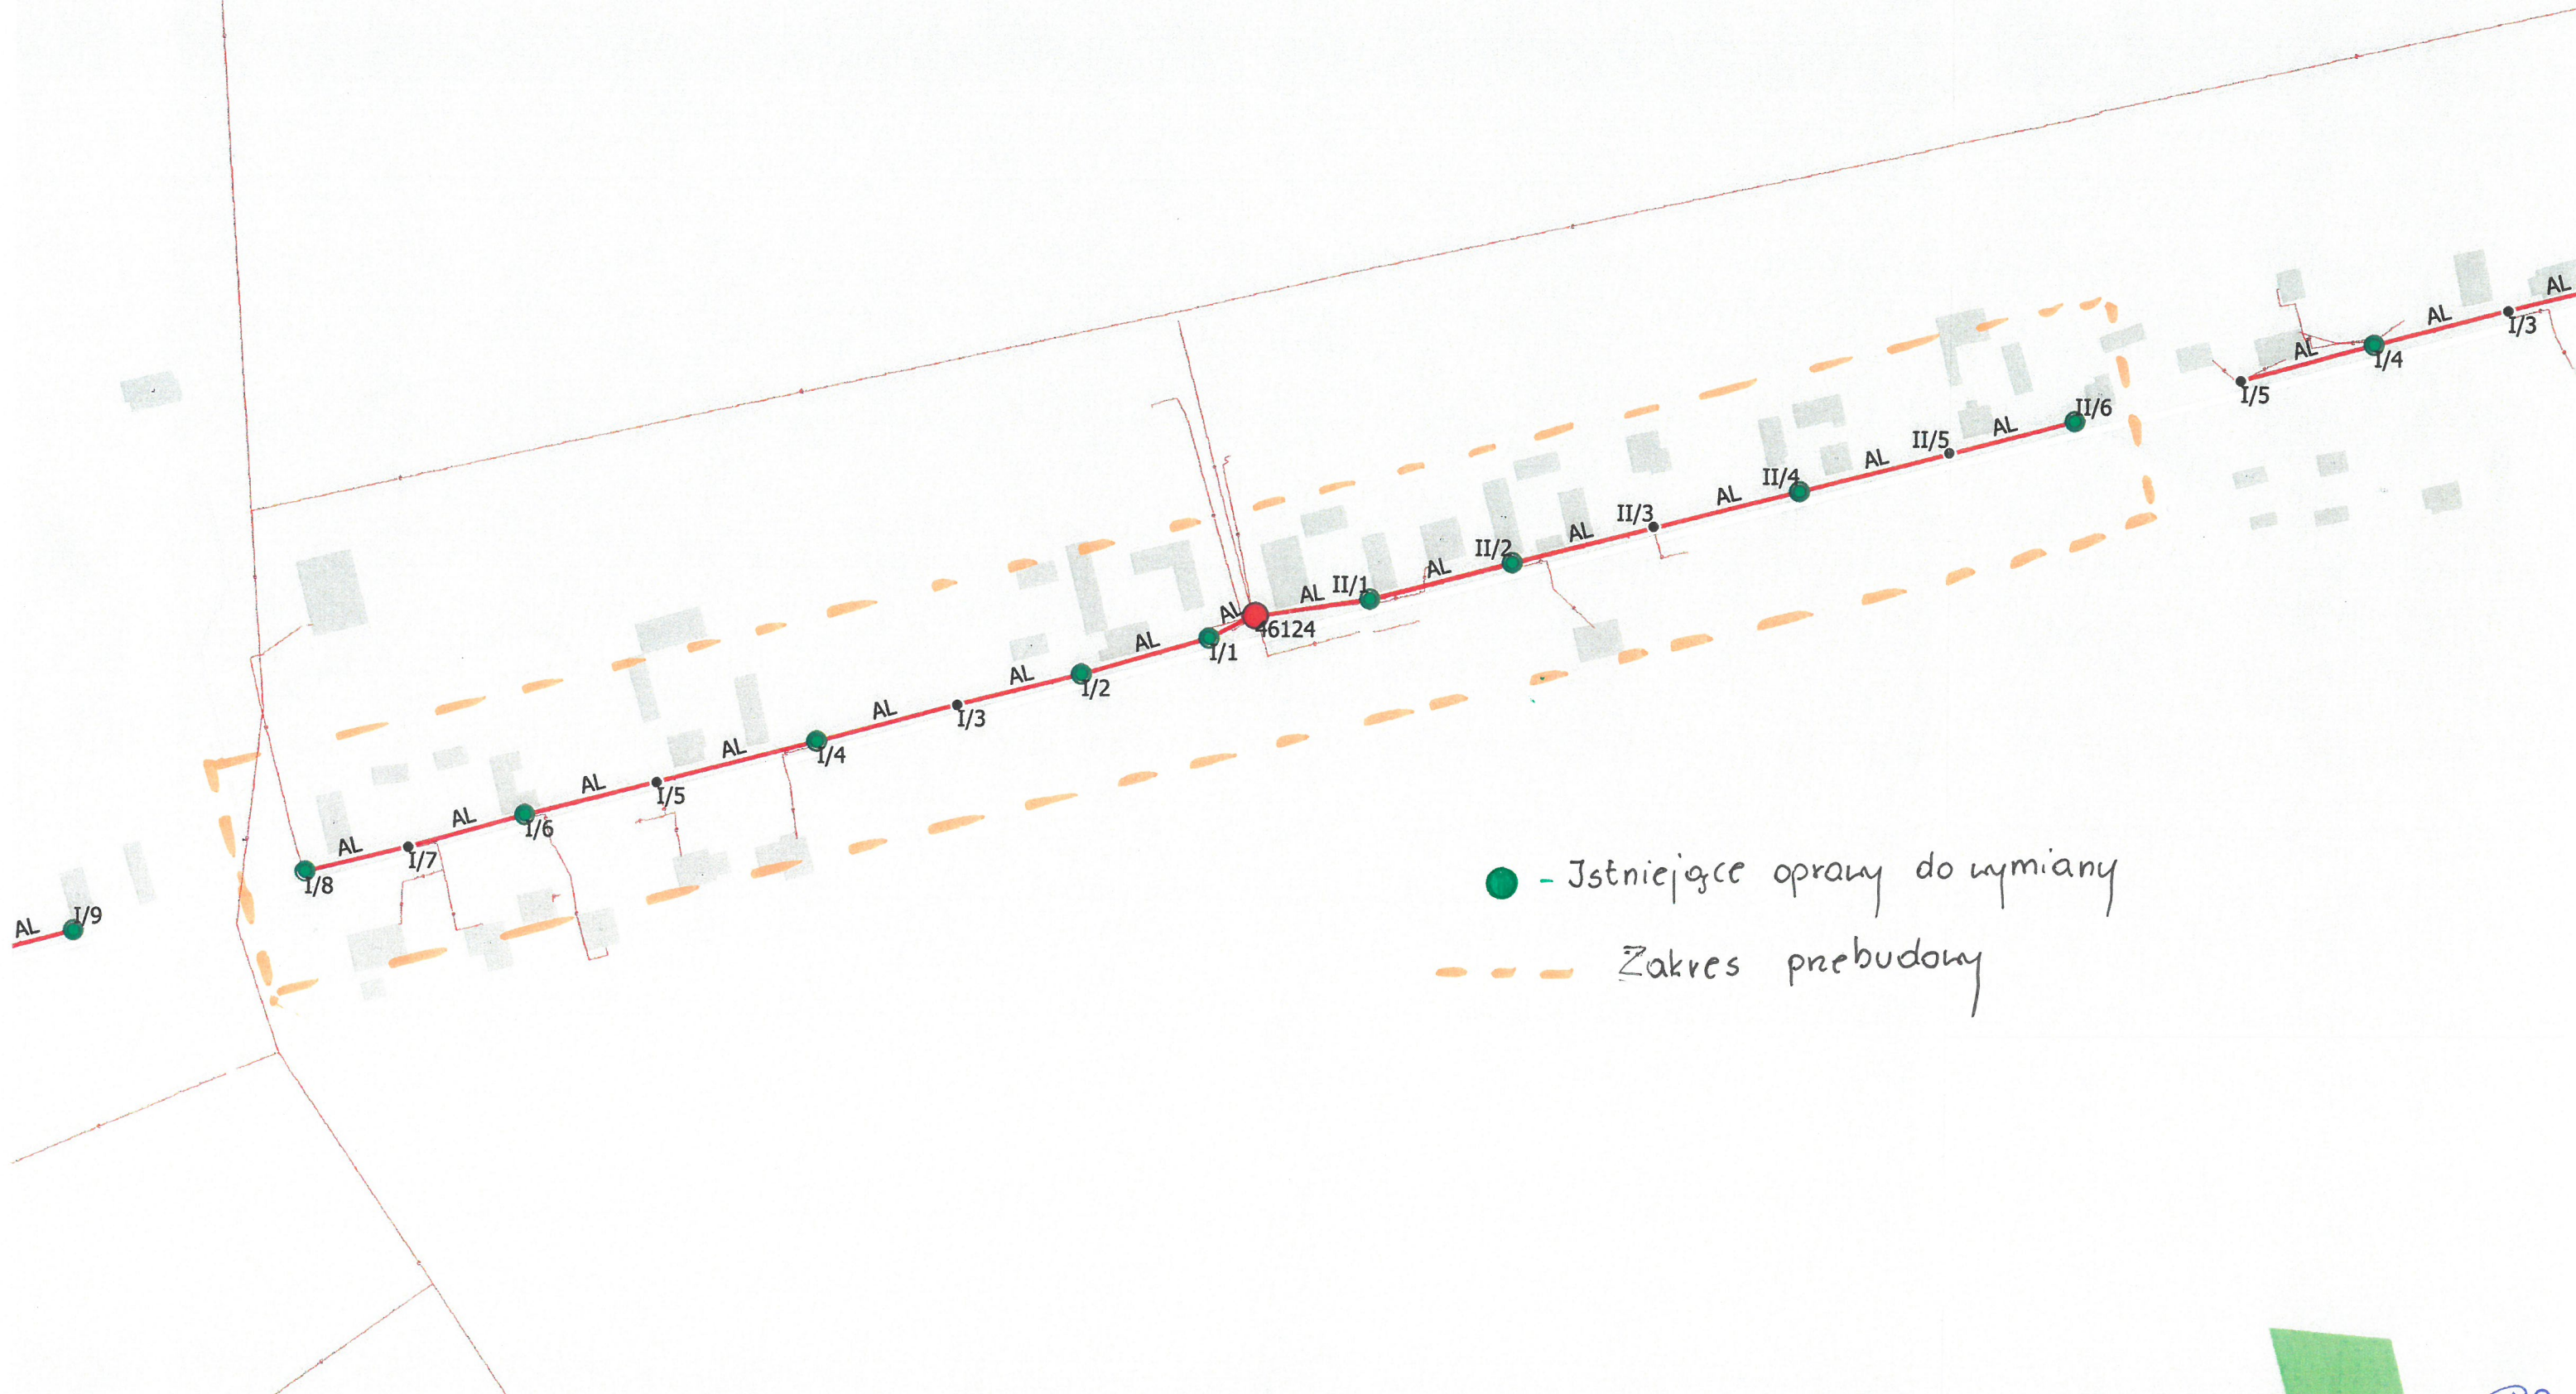 AL
I/3
AL
I/4
AL
I/5
II/6
AL
II/5
AL
II/4
AL
II/3
AL
II/2
AL
II/1
AL
46124
AL
I/1
AL
I/2
AL
I/3
AL
I/4
AL
I/5
AL
I/6
AL
I/7
AL
I/8
I/9
AL
- Istniejące oprawy do wymiany
Zakres przebudowy